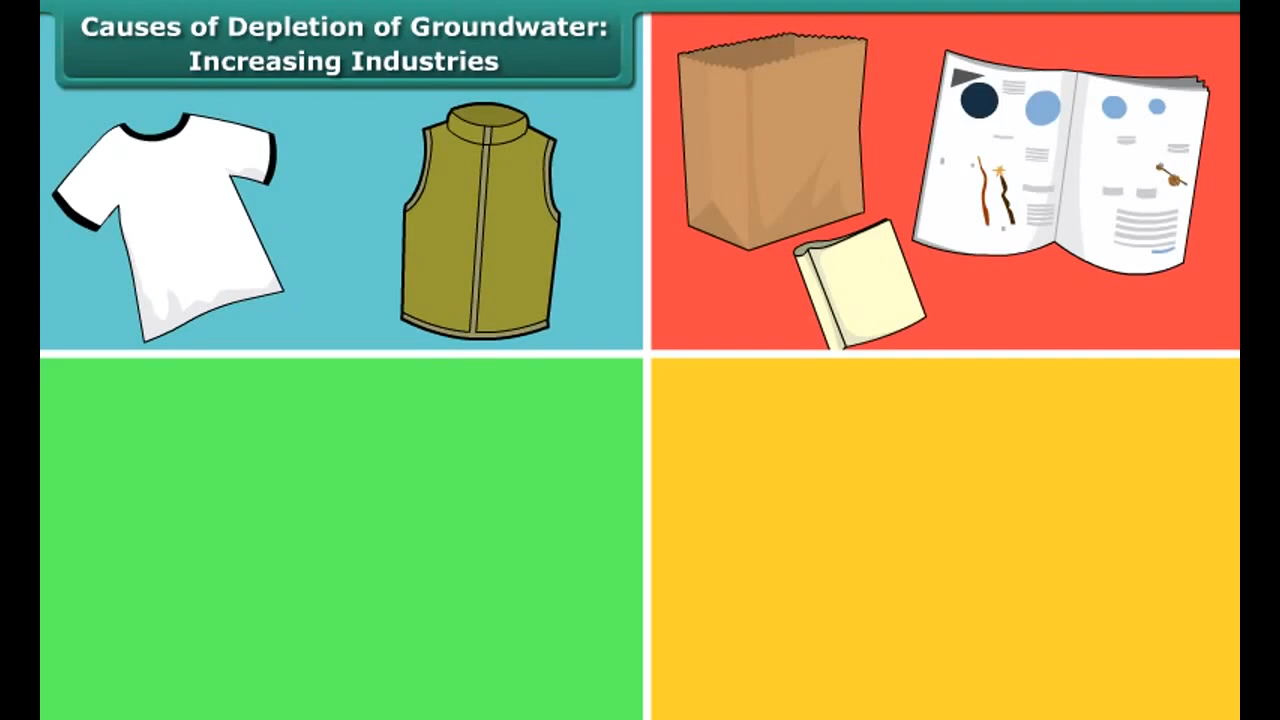 Causes of Depletion of Groundwater:
Increasing Industries